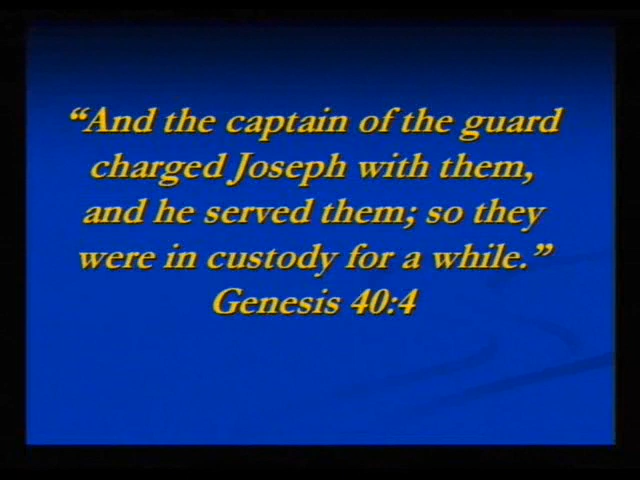 “And the captain of the guard
charged Joseph with them,
and he served them; so they
were in custody for a while.”
Genesis 40:4